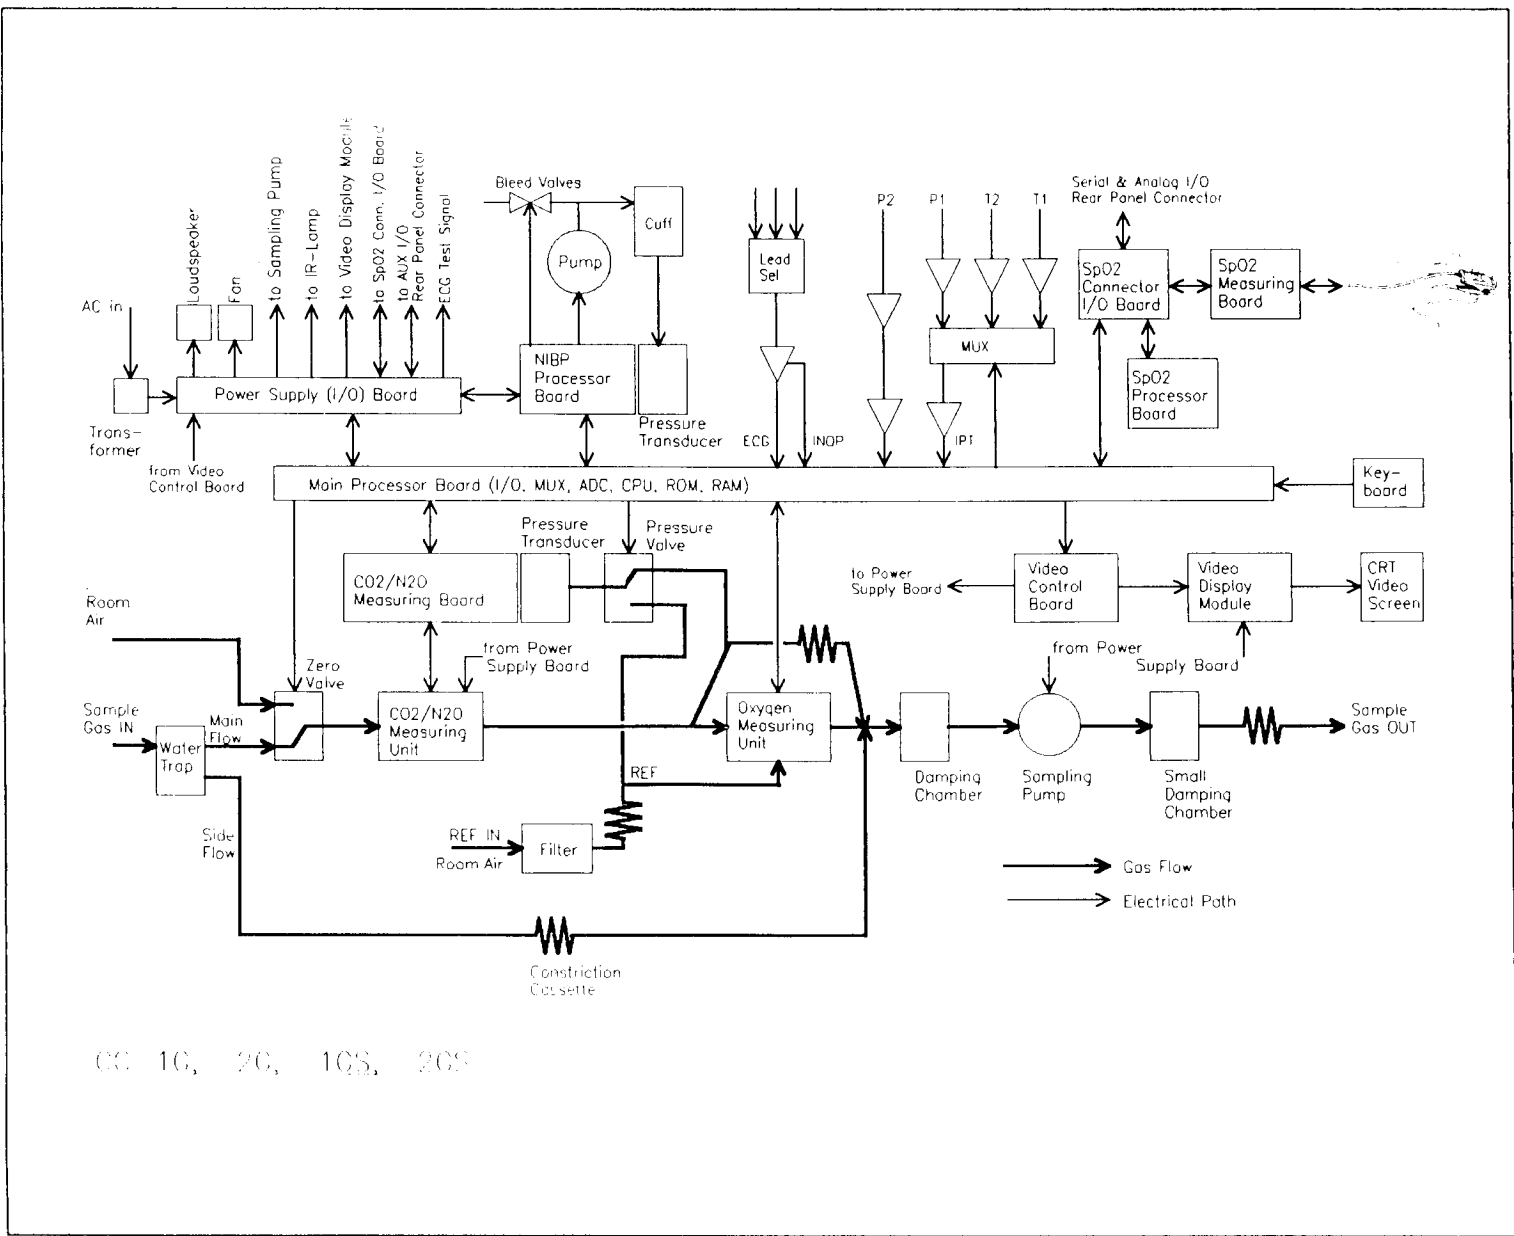 Loudspeaker
Fan
to Sampling Pump
to IR-Lamp
to Video Display Module
to SpO2 Conn. I/O Board
to AUX I/O
Rear Panel Connector
ECG Test Signal
Bleed Valves
Cuff
Pump
Lead
Sel
P2
P1
T2
T1
Serial & Analog I/O
Rear Panel Connector
SpO2
Connector
I/O Board
SpO2
Measuring
Board
AC in
MUX
NIBP
Processor
Board
SpO2
Processor
Board
Power Supply (I/O) Board
Trans-
former
Pressure
Transducer
ECG
INOP
IPT
from Video
Control Board
Main Processor Board (I/O, MUX, ADC, CPU, ROM, RAM)
Key-
board
Pressure
Transducer
Pressure
Valve
CO2/N2O
Measuring Board
to Power
Supply Board
Video
Control
Board
Video
Display
Module
CRT
Video
Screen
Room
Air
from Power
Supply Board
from Power
Supply Board
Zero
Valve
Sample
Gas IN
Main
Flow
Water
Trap
CO2/N2O
Measuring
Unit
Oxygen
Measuring
Unit
Sample
Gas OUT
REF
Damping
Chamber
Sampling
Pump
Small
Damping
Chamber
Side
Flow
REF IN
Room Air
Filter
Gas Flow
Electrical Path
Constriction
Cassette
CC 1G, 2G, 1GS, 2GS